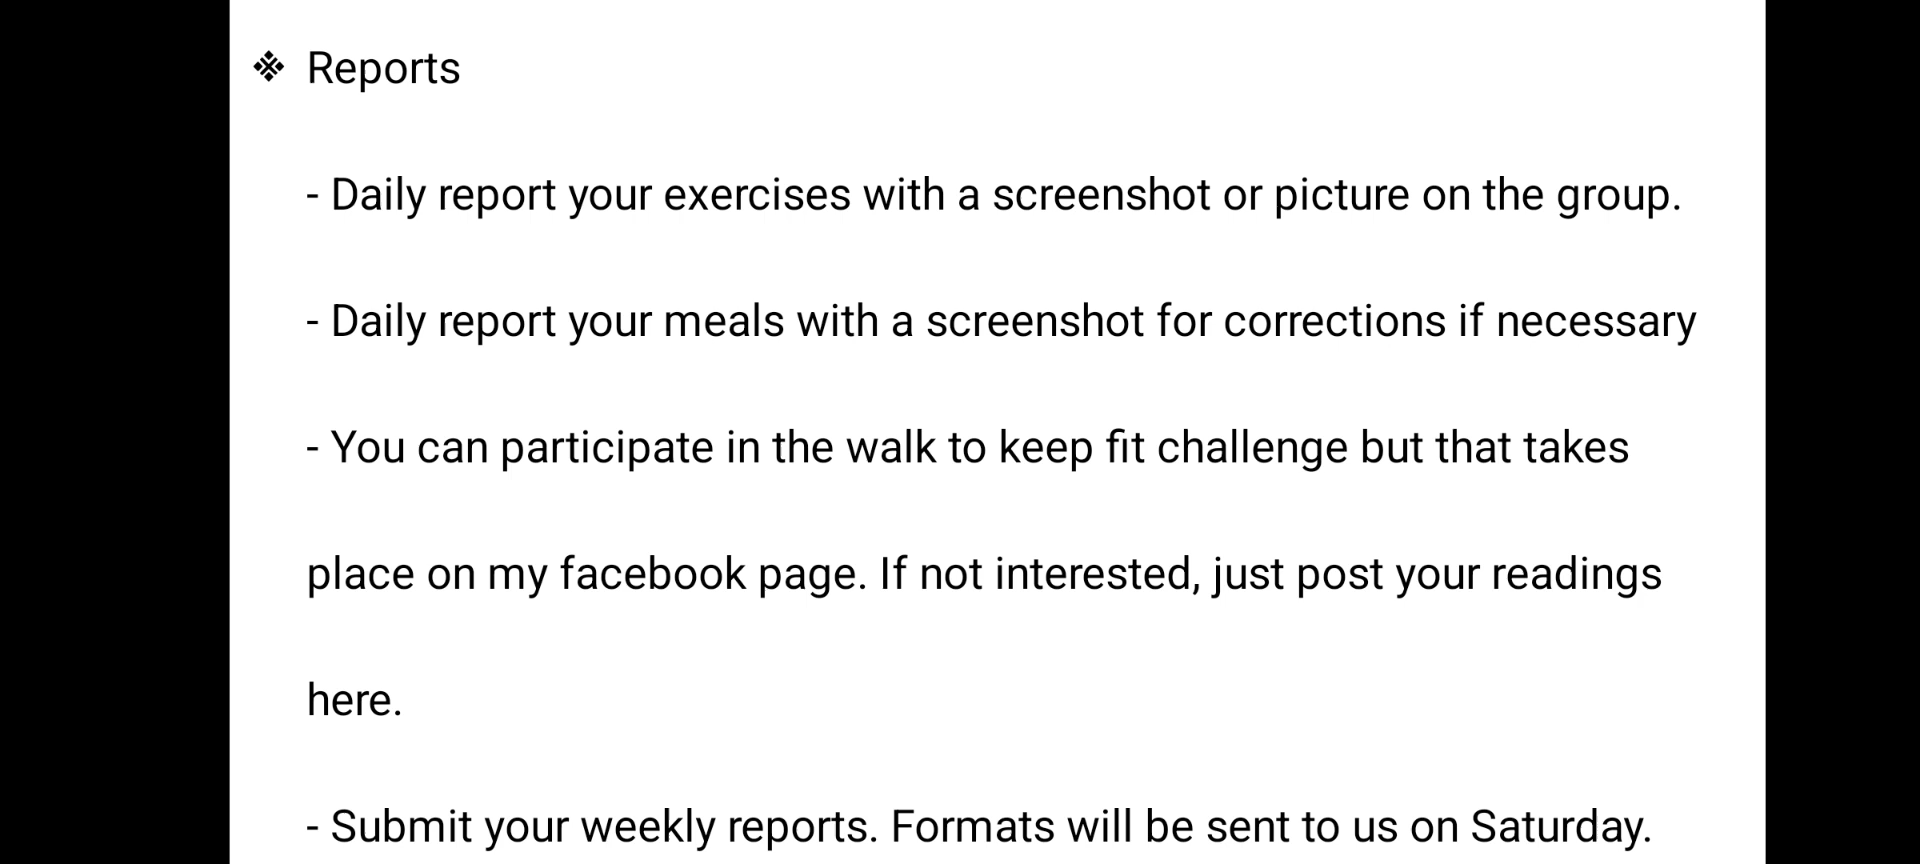 ❖ Reports
- Daily report your exercises with a screenshot or picture on the group.
- Daily report your meals with a screenshot for corrections if necessary
- You can participate in the walk to keep fit challenge but that takes
place on my facebook page. If not interested, just post your readings
here.
- Submit your weekly reports. Formats will be sent to us on Saturday.